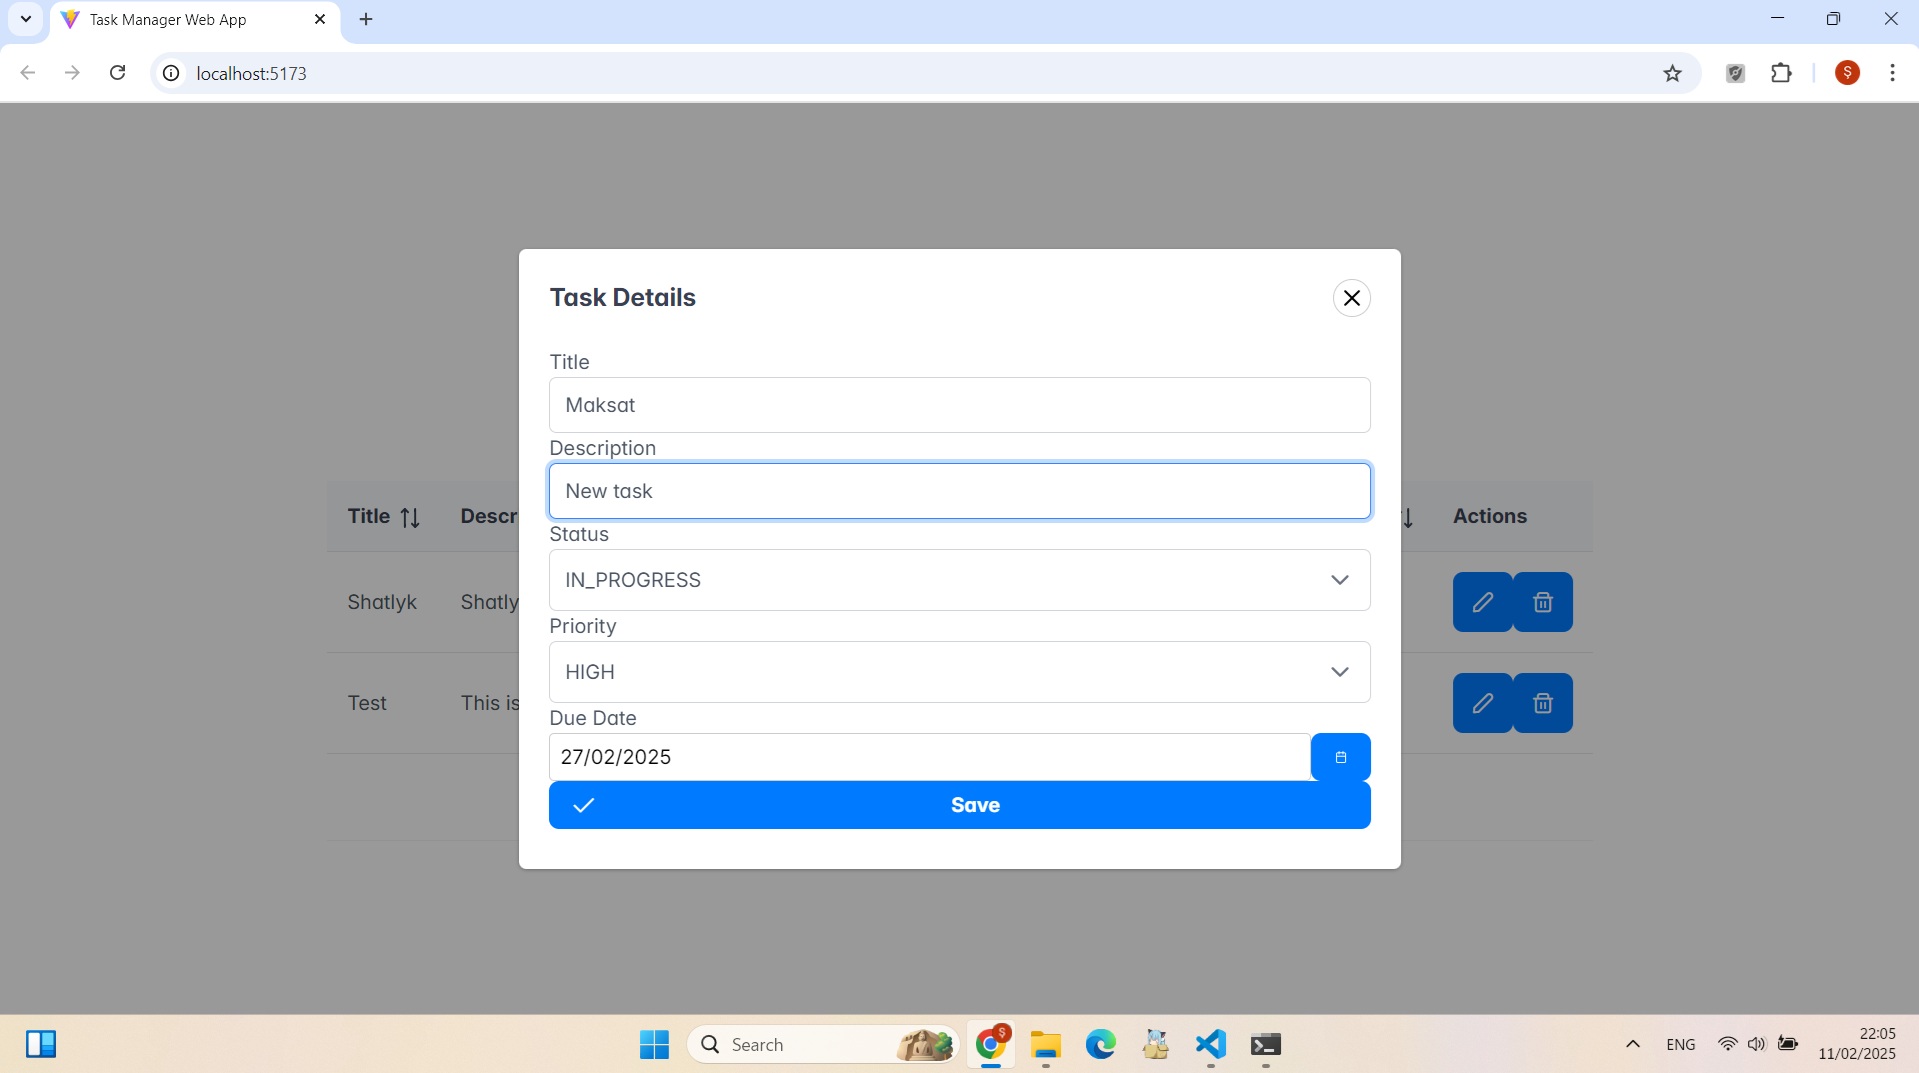 Task Manager Web App
localhost:5173
Ş
Task Details
Title
Maksat
Description
New task
Title Descr Actions
Status
IN_PROGRESS
Shatlyk Shatly
Priority
HIGH
Test This is
Due Date
27/02/2025
Save
Search
Ş
ENG
22:05
11/02/2025